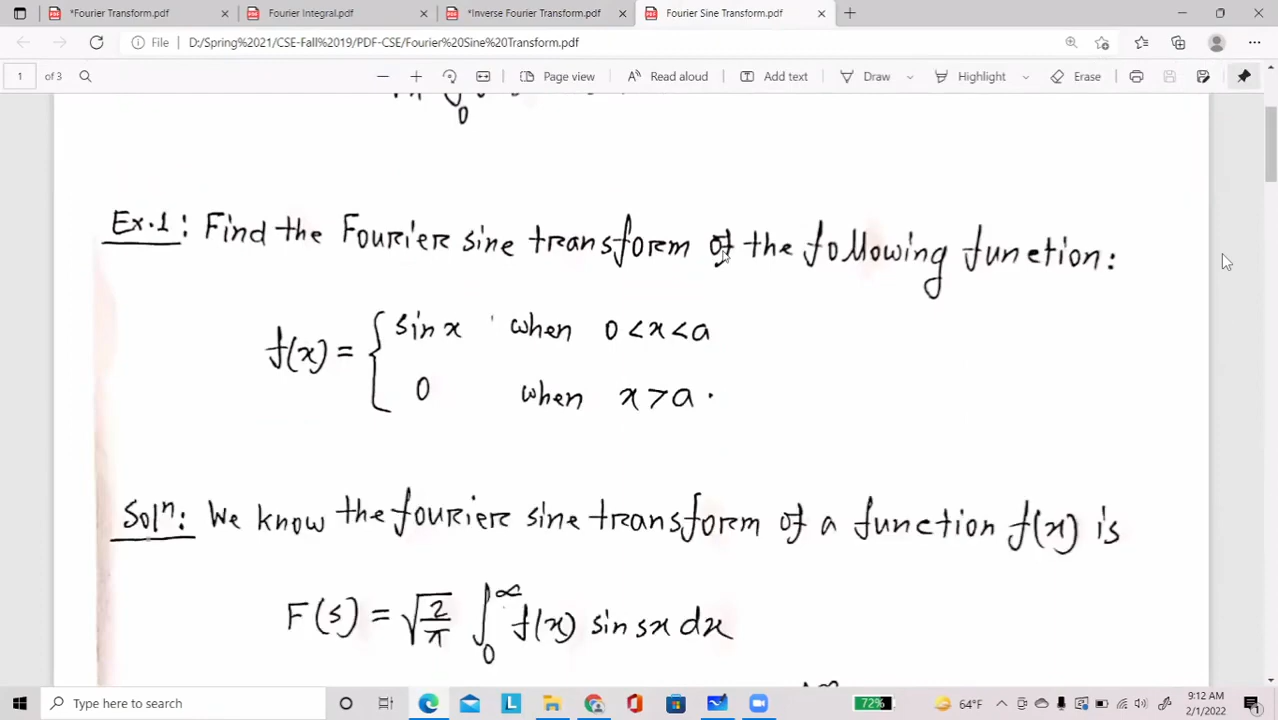 *Fourier Transform.pdf
Fourier Integral.pdf
*Inverse Fourier Transform.pdf
Fourier Sine Transform.pdf
File
D:/Spring%2021/CSE-Fall%2019/PDF-CSE/Fourier%20Sine%20Transform.pdf
1 of 3
Page view
Read aloud
Add text
Draw
Highlight
Erase
0
Ex.1: Find the Fourier sine transform of the following function:
f(x) = { sin x when 0 < x < a
0 when x > a .
Solⁿ: We know the fourier sine transform of a function f(x) is
F(s) = √(2/π) ∫₀^∞ f(x) sin sx dx
Type here to search
72%
64°F
9:12 AM
2/1/2022